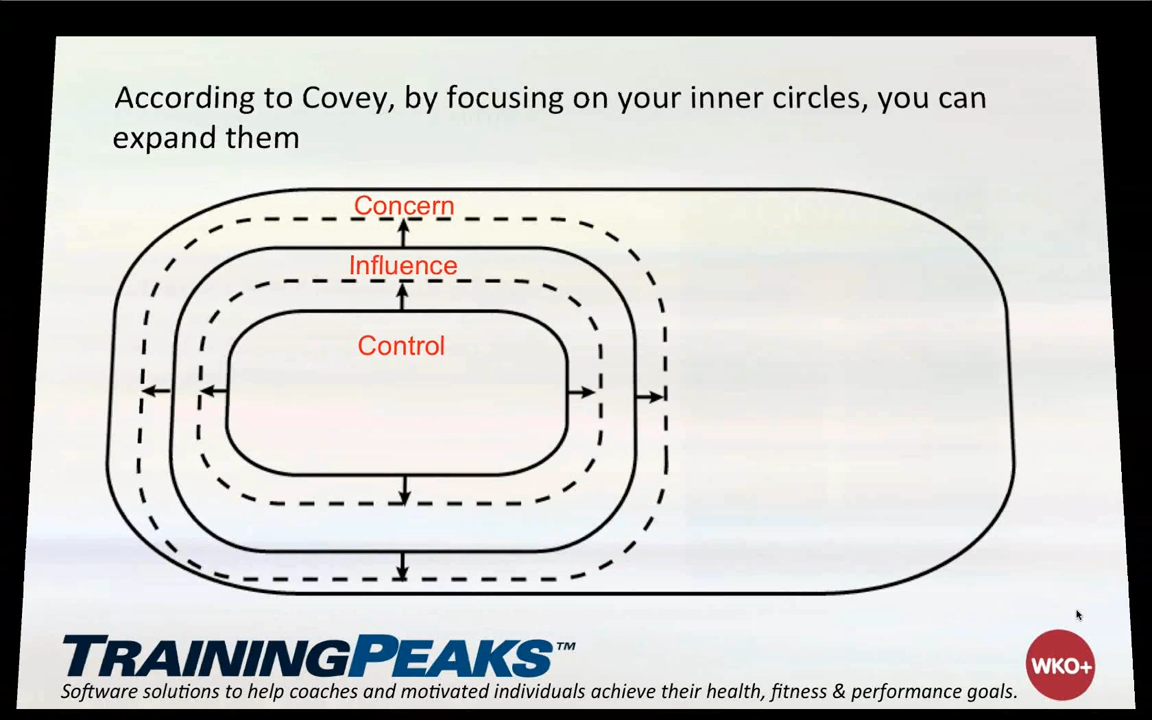 According to Covey, by focusing on your inner circles, you can
expand them
Concern
Influence
Control
TRAININGPEAKS™
WKO+
Software solutions to help coaches and motivated individuals achieve their health, fitness & performance goals.